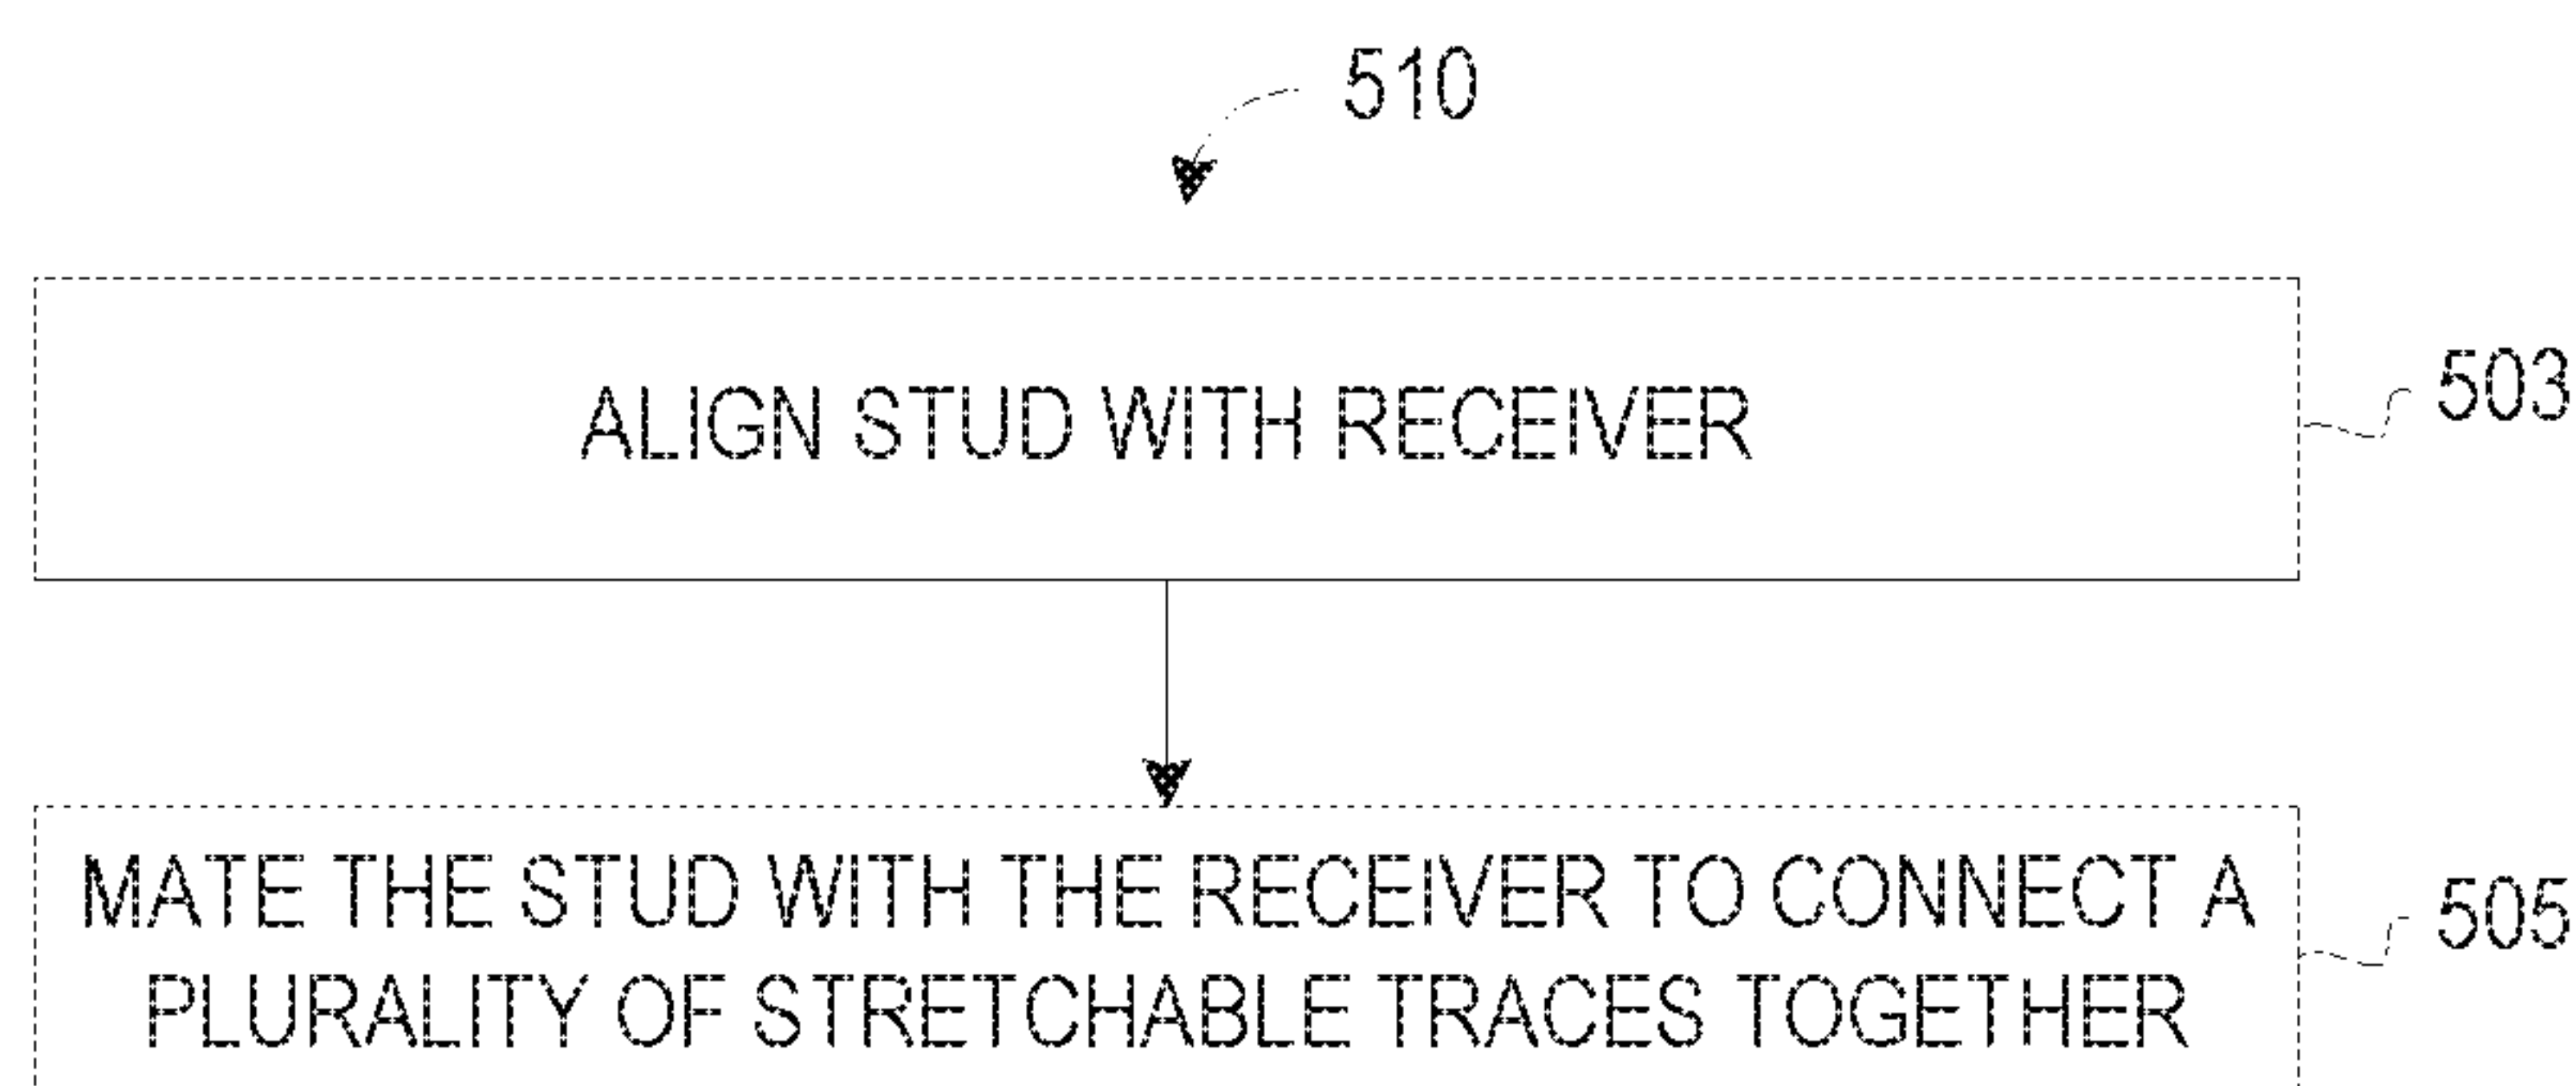 510
ALIGN STUD WITH RECEIVER
503
MATE THE STUD WITH THE RECEIVER TO CONNECT A
PLURALITY OF STRETCHABLE TRACES TOGETHER
505